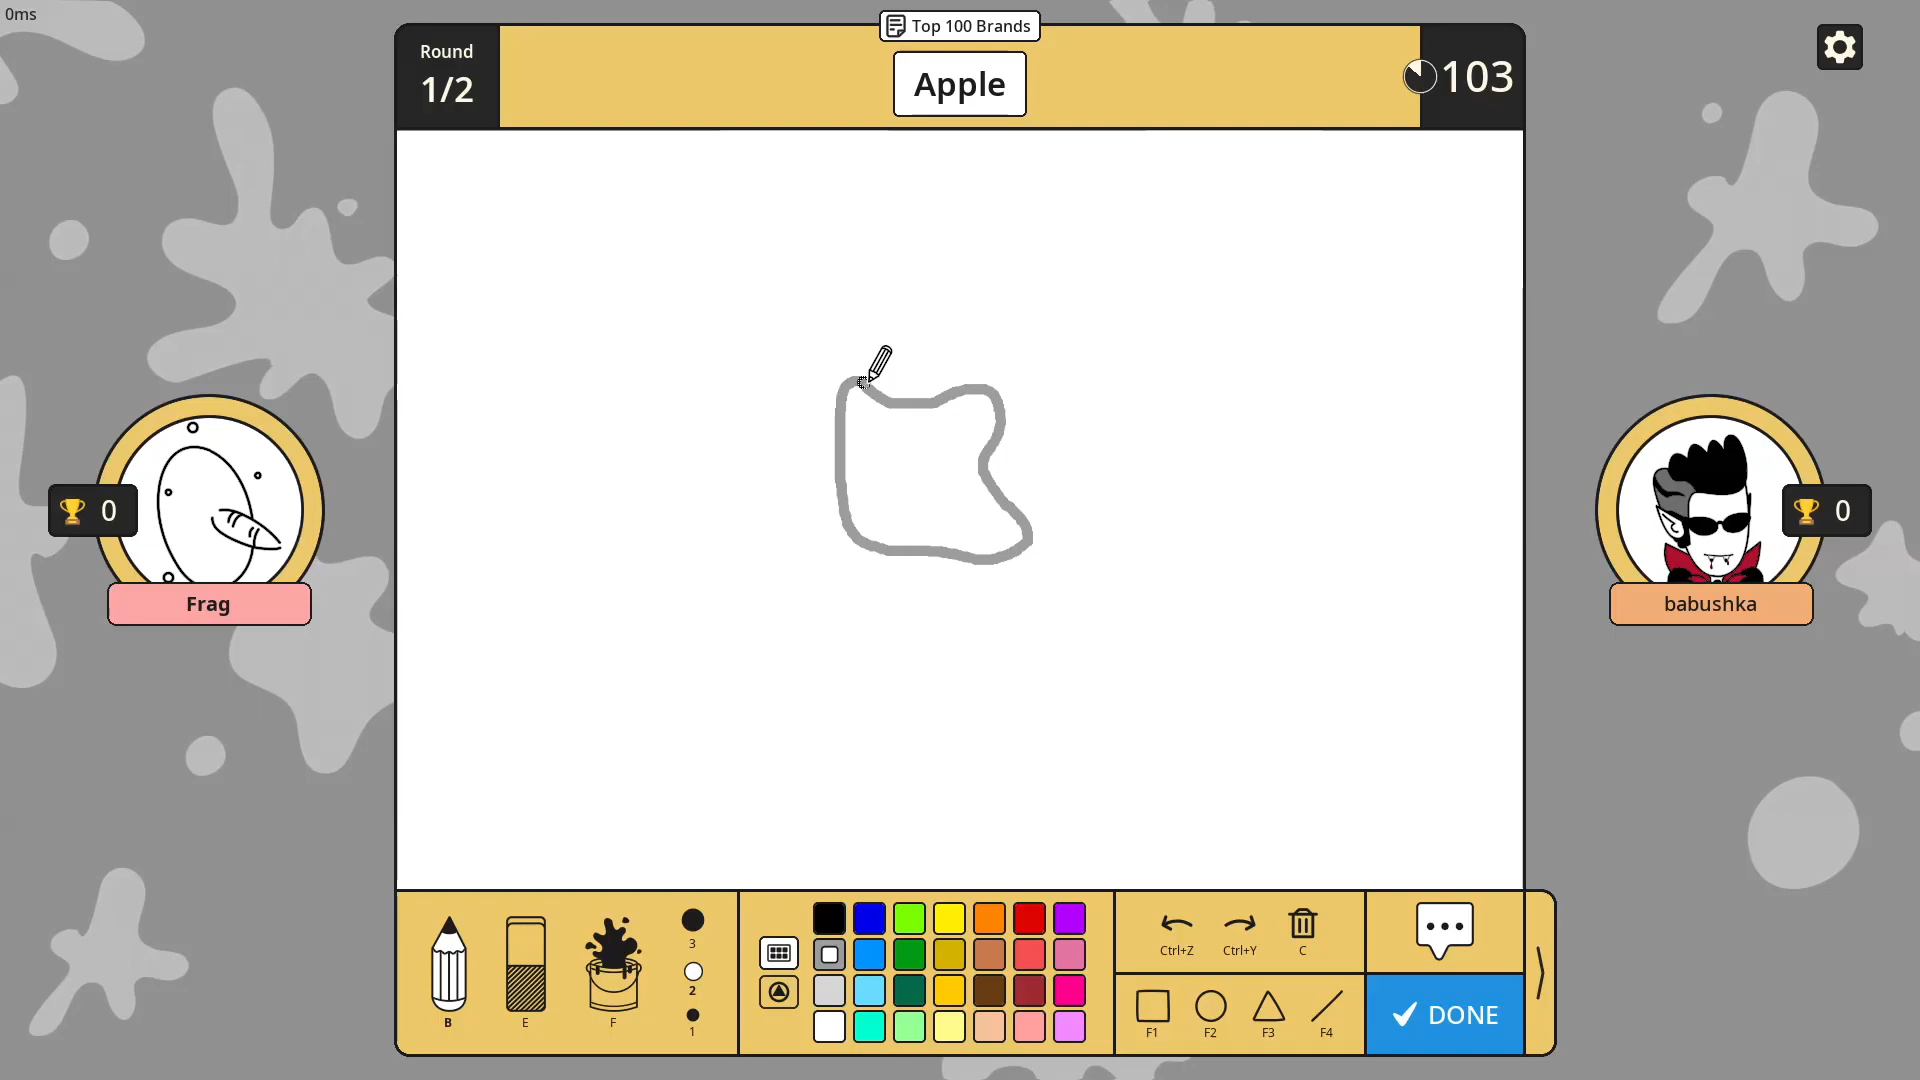 0ms
Top 100 Brands
Round
1/2
Apple
103
0
Frag
0
babushka
B
E
F
3
2
1
Ctrl+Z
Ctrl+Y
C
F1
F2
F3
F4
DONE